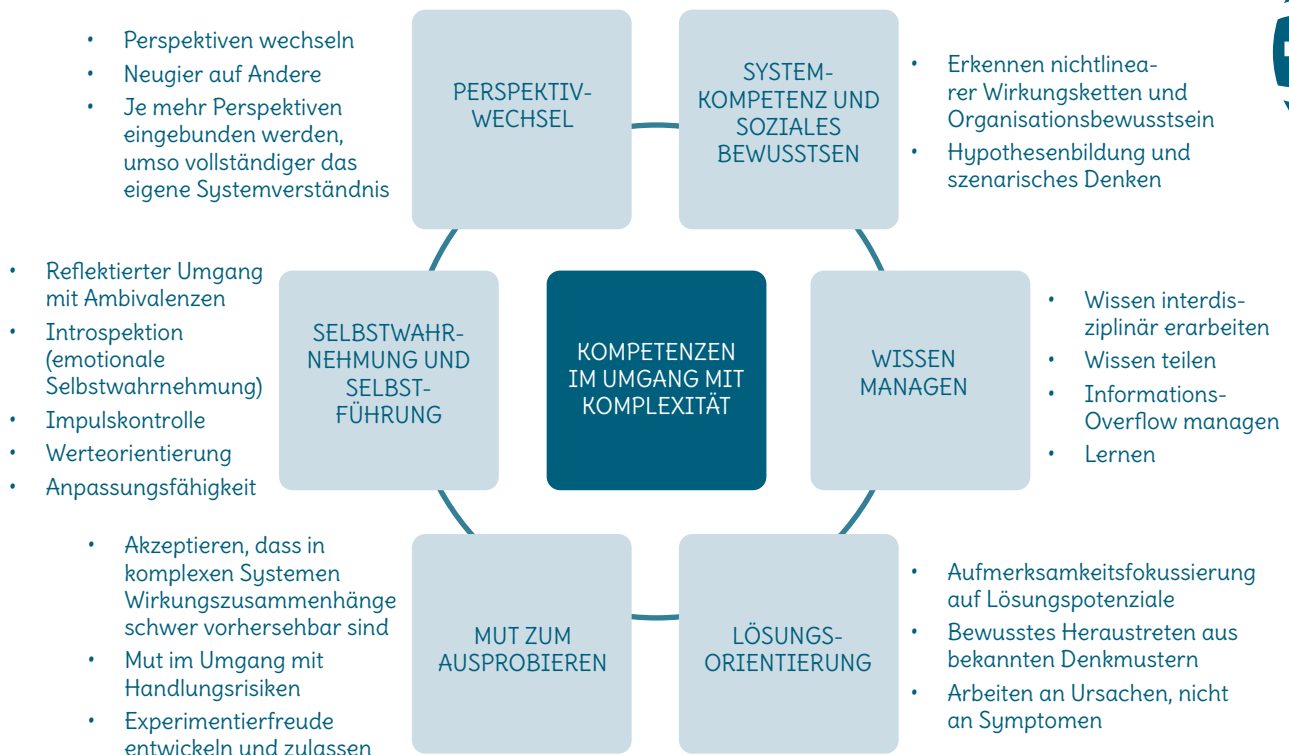 • Perspektiven wechseln
• Neugier auf Andere
• Je mehr Perspektiven
eingebunden werden,
umso vollständiger das
eigene Systemverständnis
PERSPEKTIV-
WECHSEL
SYSTEM-
KOMPETENZ UND
SOZIALES
BEWUSSTSEN
• Erkennen nichtlinea-
rer Wirkungsketten und
Organisationsbewusstsein
• Hypothesenbildung und
szenarisches Denken
• Reflektierter Umgang
mit Ambivalenzen
• Introspektion
(emotionale
Selbstwahrnehmung)
• Impulskontrolle
• Werteorientierung
• Anpassungsfähigkeit
SELBSTWAHR-
NEHMUNG UND
SELBST-
FÜHRUNG
KOMPETENZEN
IM UMGANG MIT
KOMPLEXITÄT
WISSEN
MANAGEN
• Wissen interdis-
ziplinär erarbeiten
• Wissen teilen
• Informations-
Overflow managen
• Lernen
• Akzeptieren, dass in
komplexen Systemen
Wirkungszusammenhänge
schwer vorhersehbar sind
• Mut im Umgang mit
Handlungsrisiken
• Experimentierfreude
entwickeln und zulassen
MUT ZUM
AUSPROBIEREN
LÖSUNGS-
ORIENTIERUNG
• Aufmerksamkeitsfokussierung
auf Lösungspotenziale
• Bewusstes Heraustreten aus
bekannten Denkmustern
• Arbeiten an Ursachen, nicht
an Symptomen